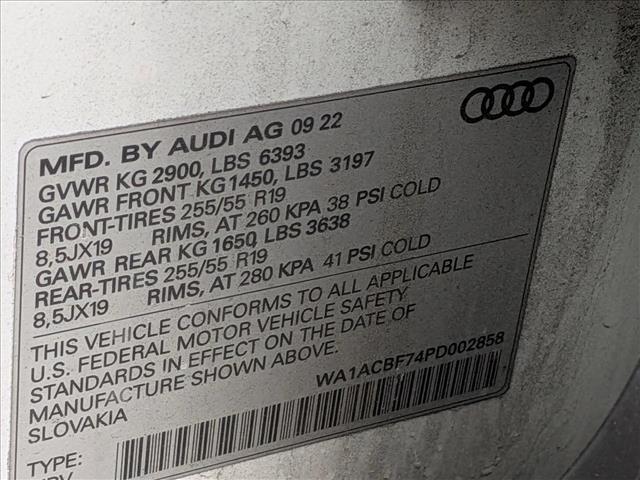 MFD. BY AUDI AG 09 22
GVWR KG 2900, LBS 6393
GAWR FRONT KG 1450, LBS 3197
FRONT-TIRES 255/55 R19
8,5JX19 RIMS, AT 260 KPA 38 PSI COLD
GAWR REAR KG 1650, LBS 3638
REAR-TIRES 255/55 R19
8,5JX19 RIMS, AT 280 KPA 41 PSI COLD
THIS VEHICLE CONFORMS TO ALL APPLICABLE
U.S. FEDERAL MOTOR VEHICLE SAFETY
STANDARDS IN EFFECT ON THE DATE OF
MANUFACTURE SHOWN ABOVE.
SLOVAKIA
WA1ACBF74PD002858
TYPE: